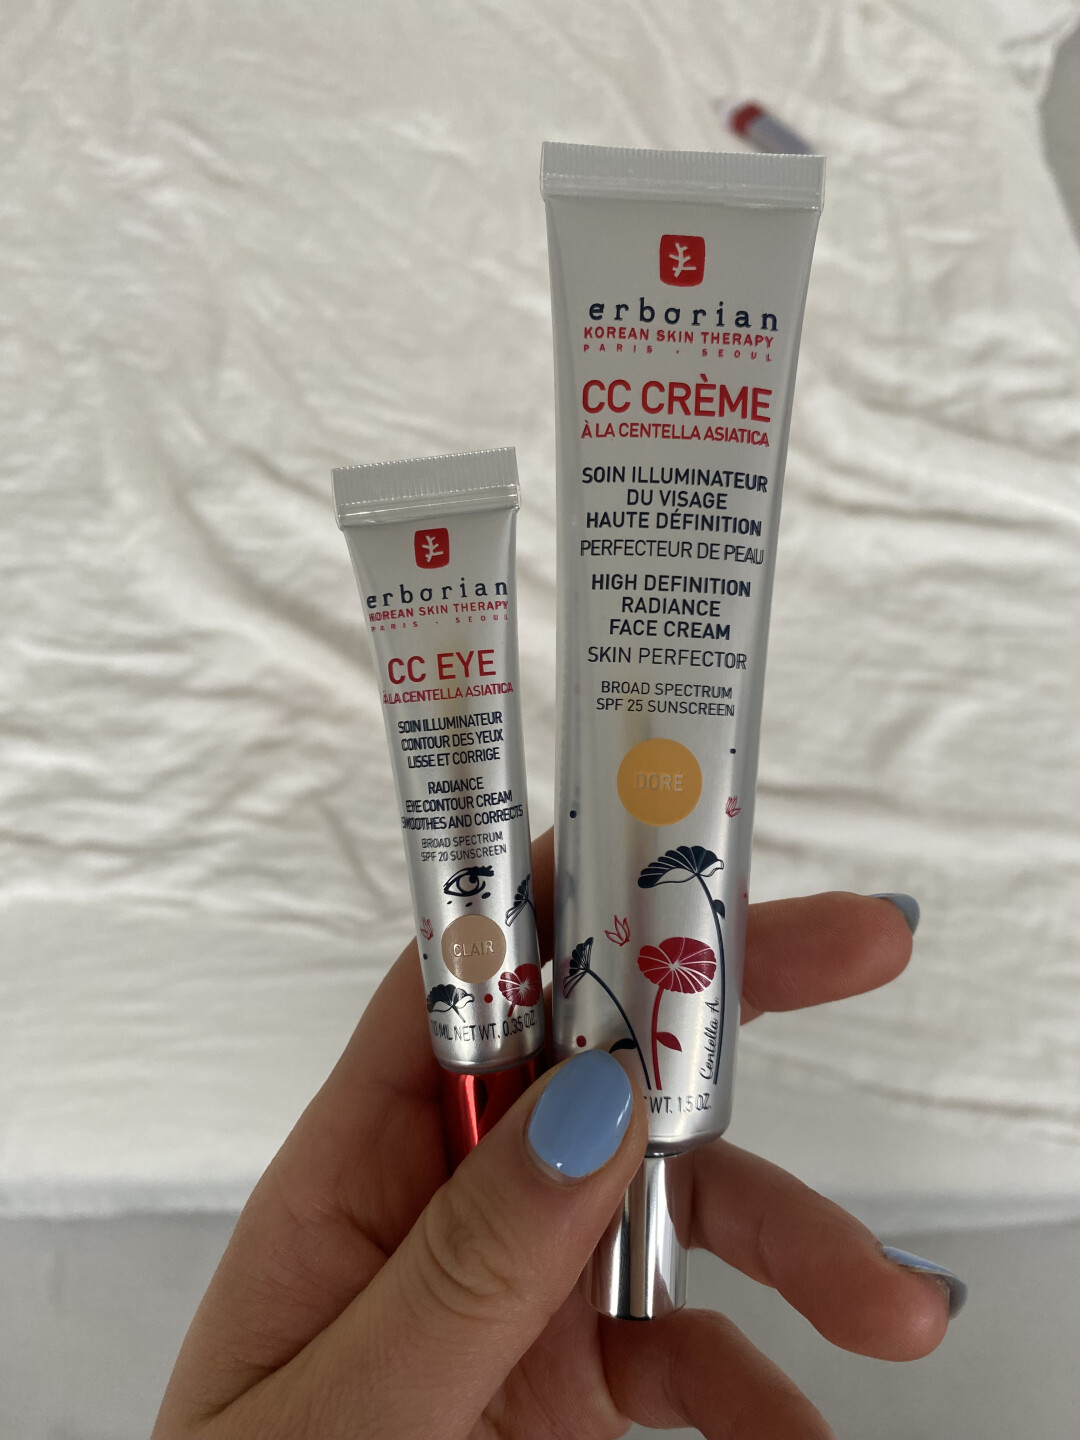 erborian
KOREAN SKIN THERAPY
PARIS - SEOUL
CC EYE
À LA CENTELLA ASIATICA
SOIN ILLUMINATEUR
CONTOUR DES YEUX
LISSE ET CORRIGE
RADIANCE
EYE CONTOUR CREAM
SMOOTHES AND CORRECTS
BROAD SPECTRUM
SPF 20 SUNSCREEN
CLAIR
10 ML NET WT. 0.35 OZ.
erborian
KOREAN SKIN THERAPY
PARIS - SEOUL
CC CRÈME
À LA CENTELLA ASIATICA
SOIN ILLUMINATEUR
DU VISAGE
HAUTE DÉFINITION
PERFECTEUR DE PEAU
HIGH DEFINITION
RADIANCE
FACE CREAM
SKIN PERFECTOR
BROAD SPECTRUM
SPF 25 SUNSCREEN
DORÉ
Centella A.
WT. 1.5 OZ.